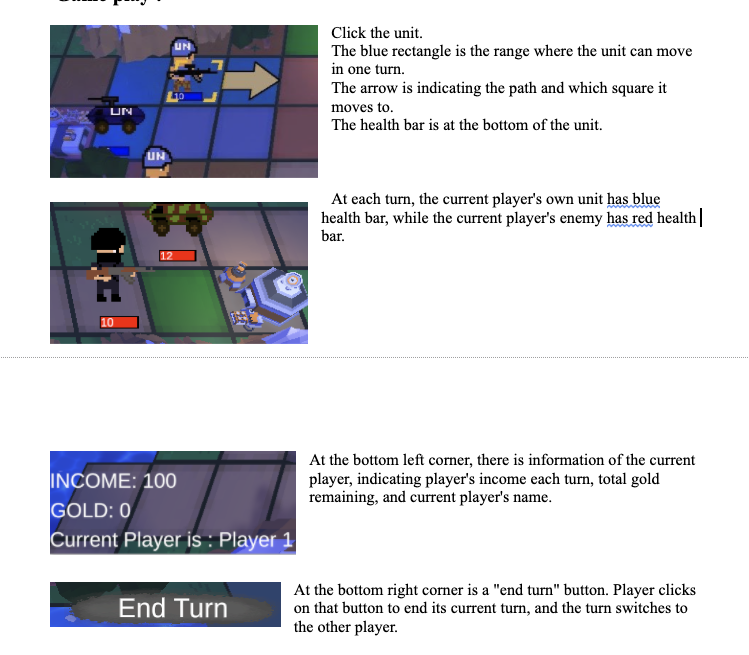 Click the unit.
The blue rectangle is the range where the unit can move
in one turn.
The arrow is indicating the path and which square it
moves to.
The health bar is at the bottom of the unit.
UN
10
UN
UN
At each turn, the current player's own unit has blue
health bar, while the current player's enemy has red health
bar.
12
10
At the bottom left corner, there is information of the current
player, indicating player's income each turn, total gold
remaining, and current player's name.
INCOME: 100
GOLD: 0
Current Player is : Player 1
At the bottom right corner is a "end turn" button. Player clicks
on that button to end its current turn, and the turn switches to
the other player.
End Turn